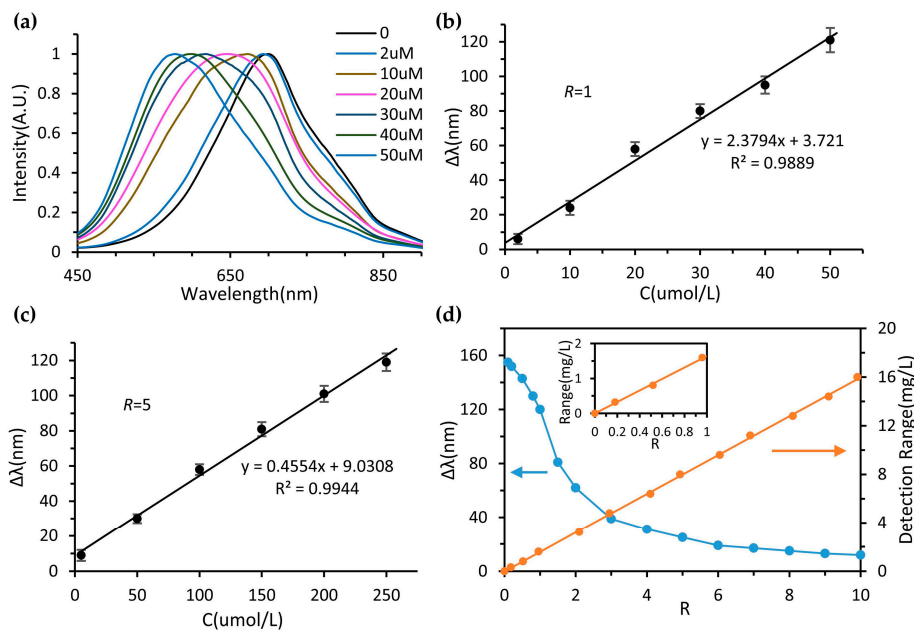 (a)
Intensity(A.U.)
1
0.8
0.6
0.4
0.2
0
450
650
850
Wavelength(nm)
0
2uM
10uM
20uM
30uM
40uM
50uM
(b)
Δλ(nm)
120
100
80
60
40
20
0
0
10
20
30
40
50
C(umol/L)
R=1
y = 2.3794x + 3.721
R² = 0.9889
(c)
Δλ(nm)
120
100
80
60
40
20
0
0
50
100
150
200
250
C(umol/L)
R=5
y = 0.4554x + 9.0308
R² = 0.9944
(d)
Δλ(nm)
160
120
80
40
0
0
2
4
6
8
10
R
20
16
12
8
4
0
Detection Range(mg/L)
Range(mg/L)
2
1
0
0
0.2
0.4
0.6
0.8
1
R